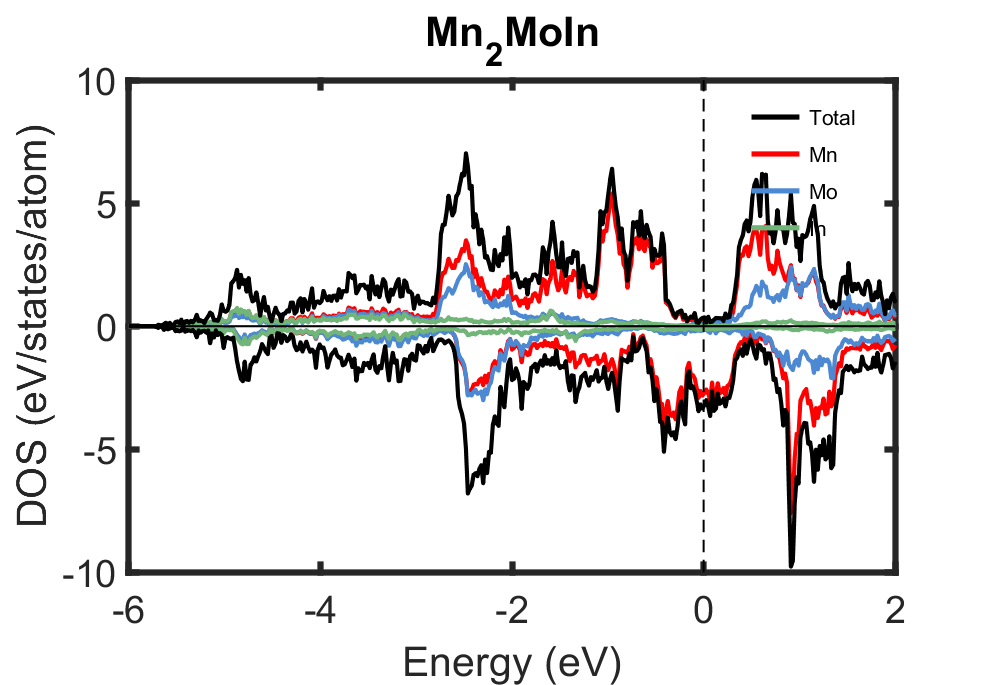 Mn2MoIn
10
5
0
-5
-10
-6 -4 -2 0 2
DOS (eV/states/atom)
Energy (eV)
Total
Mn
Mo
In